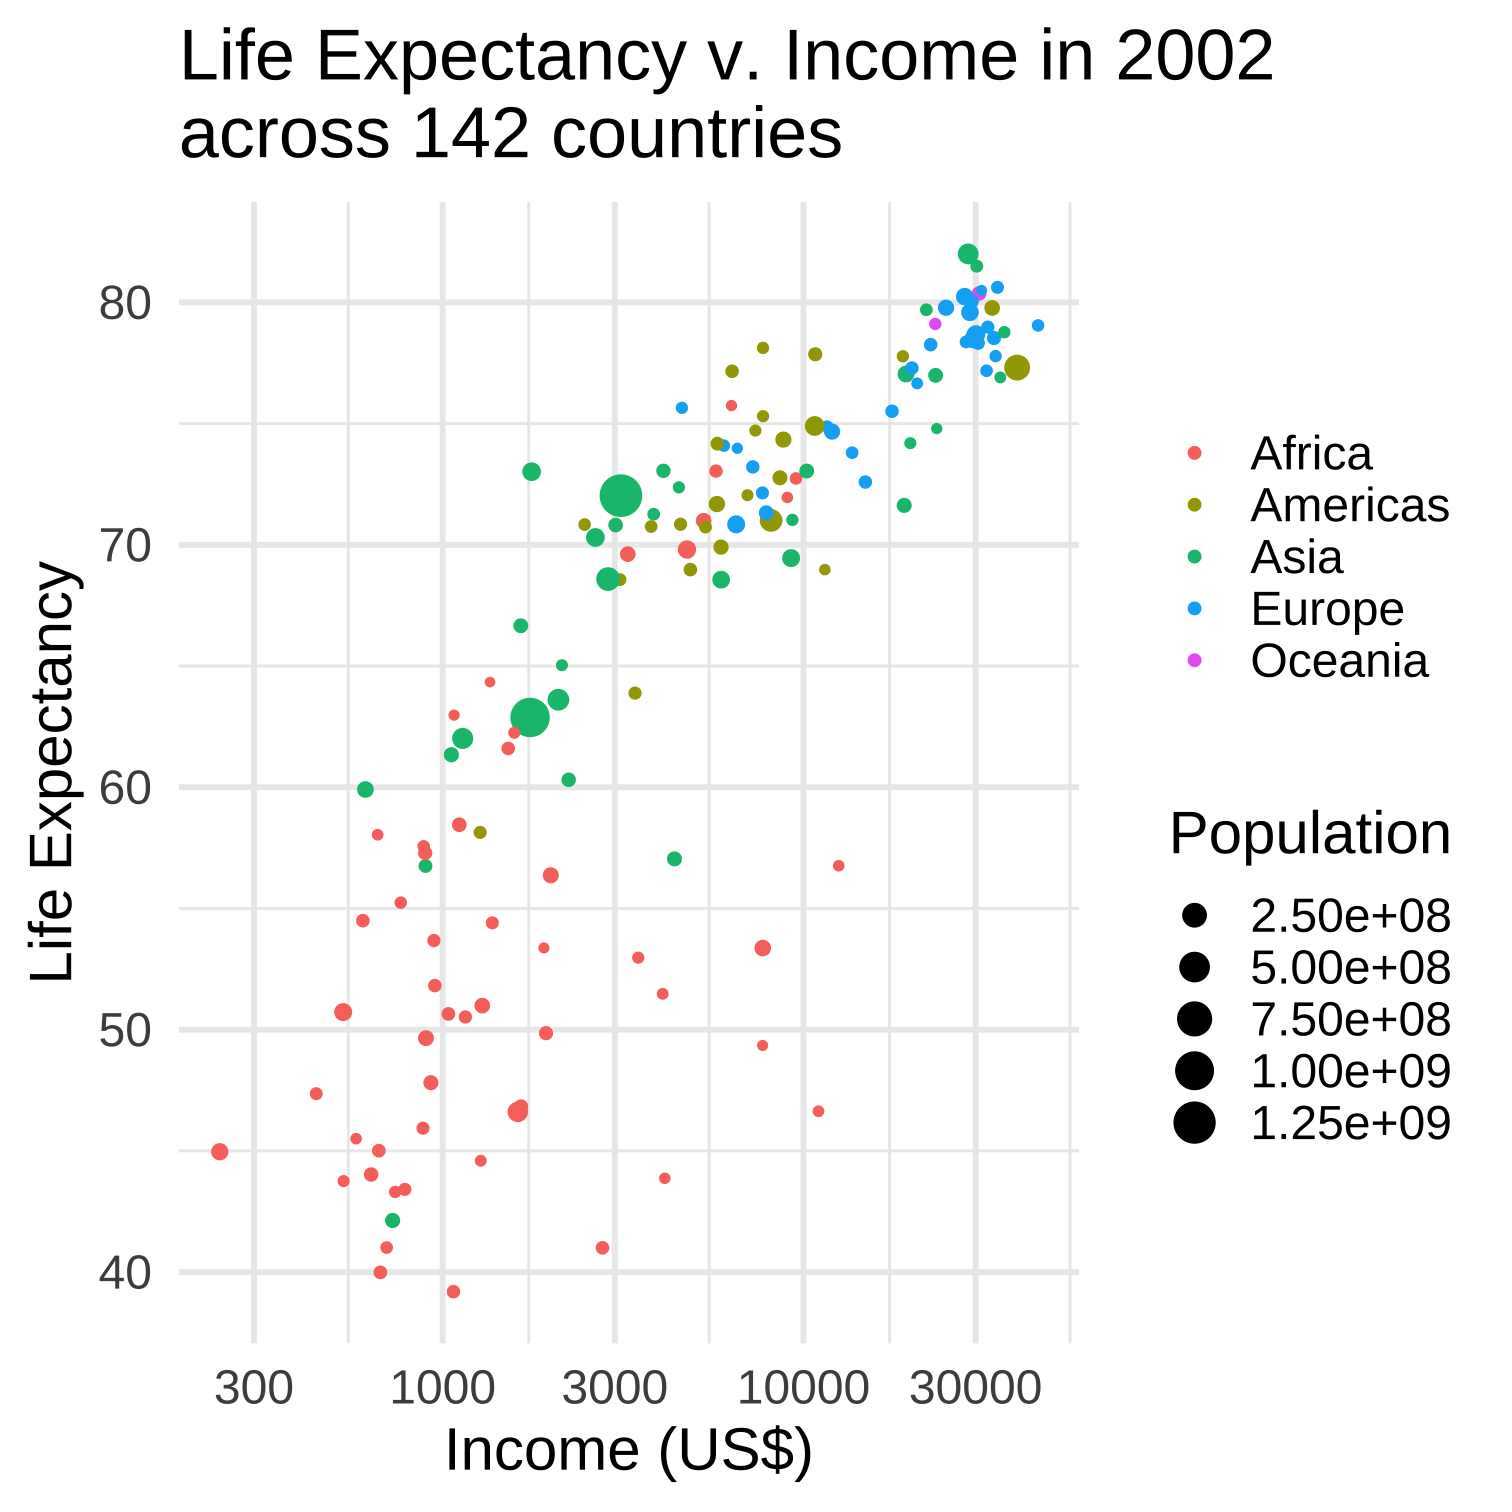 Life Expectancy v. Income in 2002
across 142 countries
80
70
60
50
40
Life Expectancy
300
1000
3000
10000
30000
Income (US$)
Africa
Americas
Asia
Europe
Oceania
Population
2.50e+08
5.00e+08
7.50e+08
1.00e+09
1.25e+09